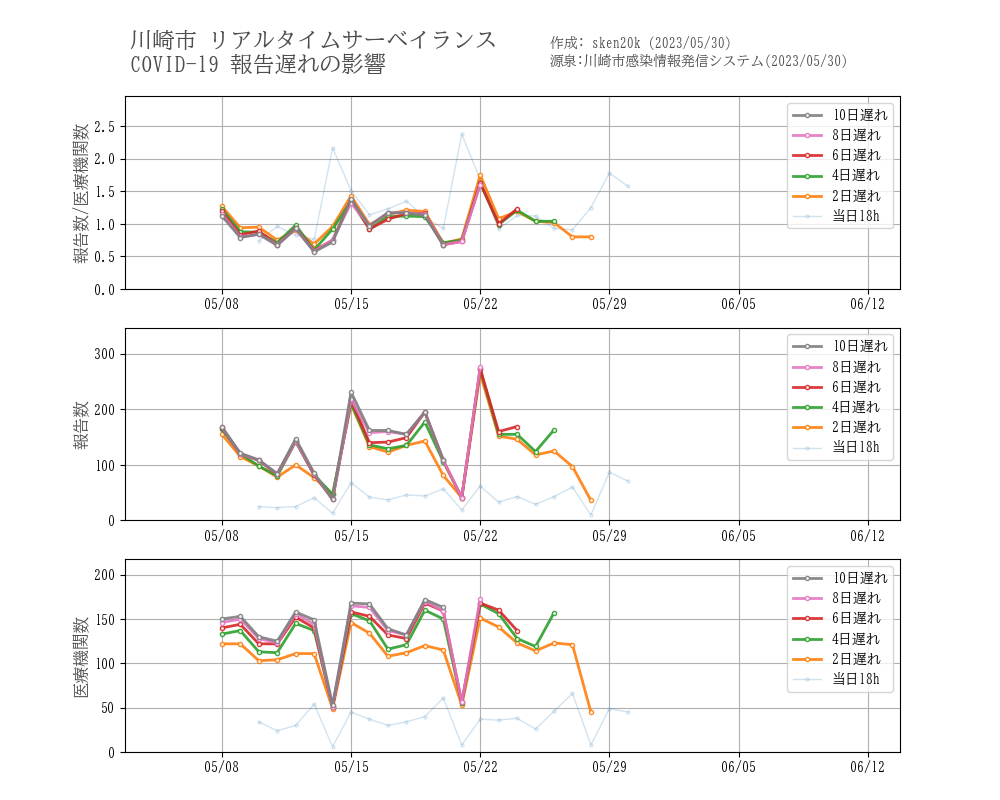 川崎市 リアルタイムサーベイランス
COVID-19 報告遅れの影響
作成: sken20k (2023/05/30)
源泉:川崎市感染情報発信システム(2023/05/30)
報告数/医療機関数
2.5
2.0
1.5
1.0
0.5
0.0
10日遅れ
8日遅れ
6日遅れ
4日遅れ
2日遅れ
当日18h
05/08 05/15 05/22 05/29 06/05 06/12
報告数
300
200
100
0
10日遅れ
8日遅れ
6日遅れ
4日遅れ
2日遅れ
当日18h
05/08 05/15 05/22 05/29 06/05 06/12
医療機関数
200
150
100
50
0
10日遅れ
8日遅れ
6日遅れ
4日遅れ
2日遅れ
当日18h
05/08 05/15 05/22 05/29 06/05 06/12